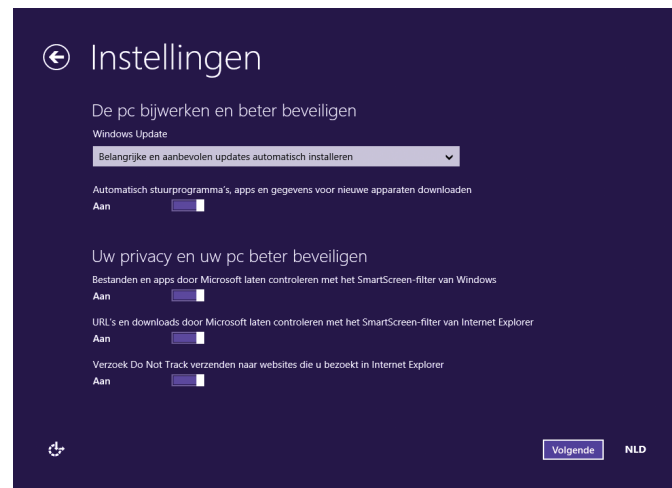 Instellingen
De pc bijwerken en beter beveiligen
Windows Update
Belangrijke en aanbevolen updates automatisch installeren
Automatisch stuurprogramma's, apps en gegevens voor nieuwe apparaten downloaden
Aan
Uw privacy en uw pc beter beveiligen
Bestanden en apps door Microsoft laten controleren met het SmartScreen-filter van Windows
Aan
URL's en downloads door Microsoft laten controleren met het SmartScreen-filter van Internet Explorer
Aan
Verzoek Do Not Track verzenden naar websites die u bezoekt in Internet Explorer
Aan
Volgende
NLD